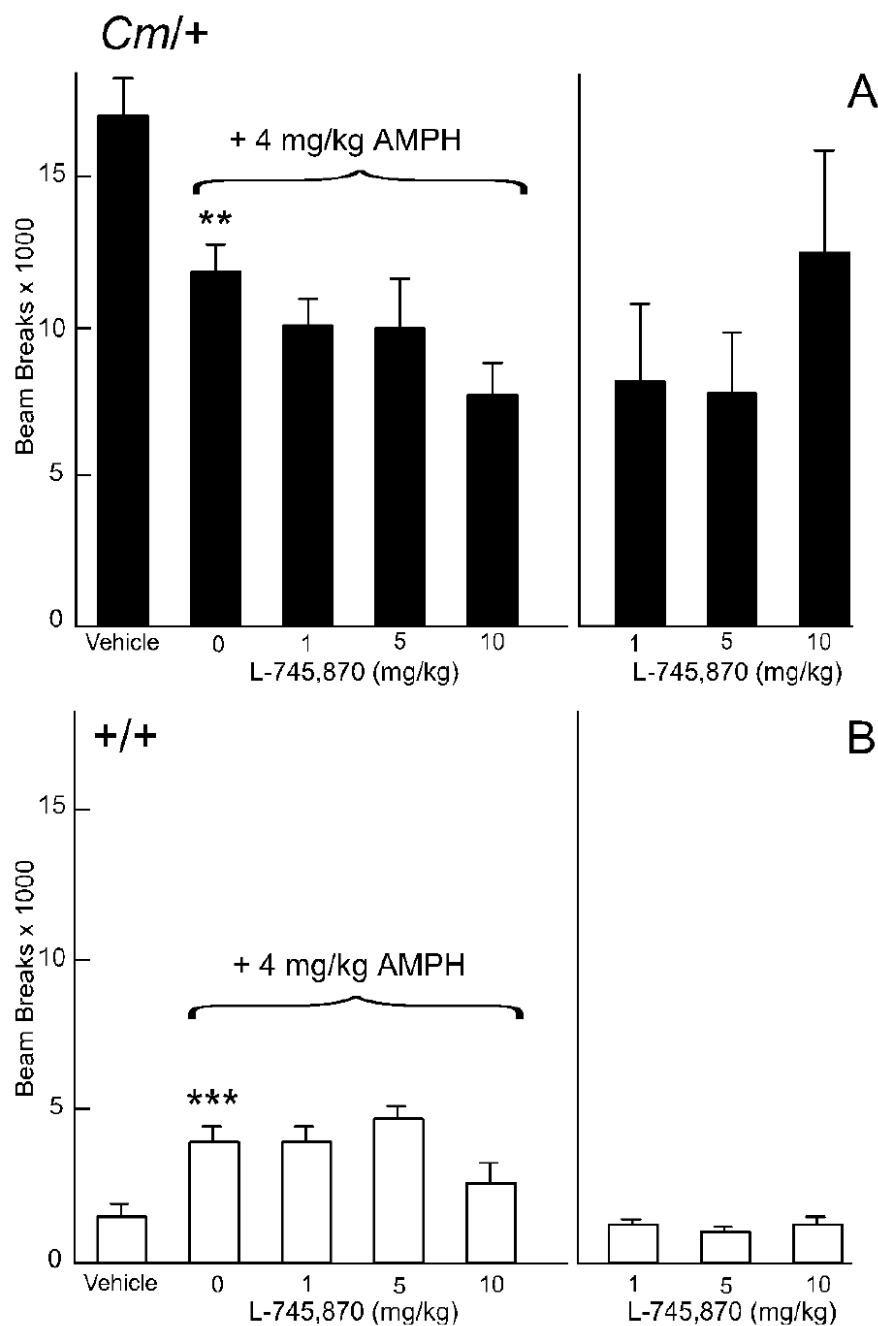 Cm/+
A
+ 4 mg/kg AMPH
**
15
10
5
0
Beam Breaks x 1000
Vehicle 0 1 5 10 1 5 10
L-745,870 (mg/kg) L-745,870 (mg/kg)
+/+
B
+ 4 mg/kg AMPH
***
15
10
5
0
Beam Breaks x 1000
Vehicle 0 1 5 10 1 5 10
L-745,870 (mg/kg) L-745,870 (mg/kg)